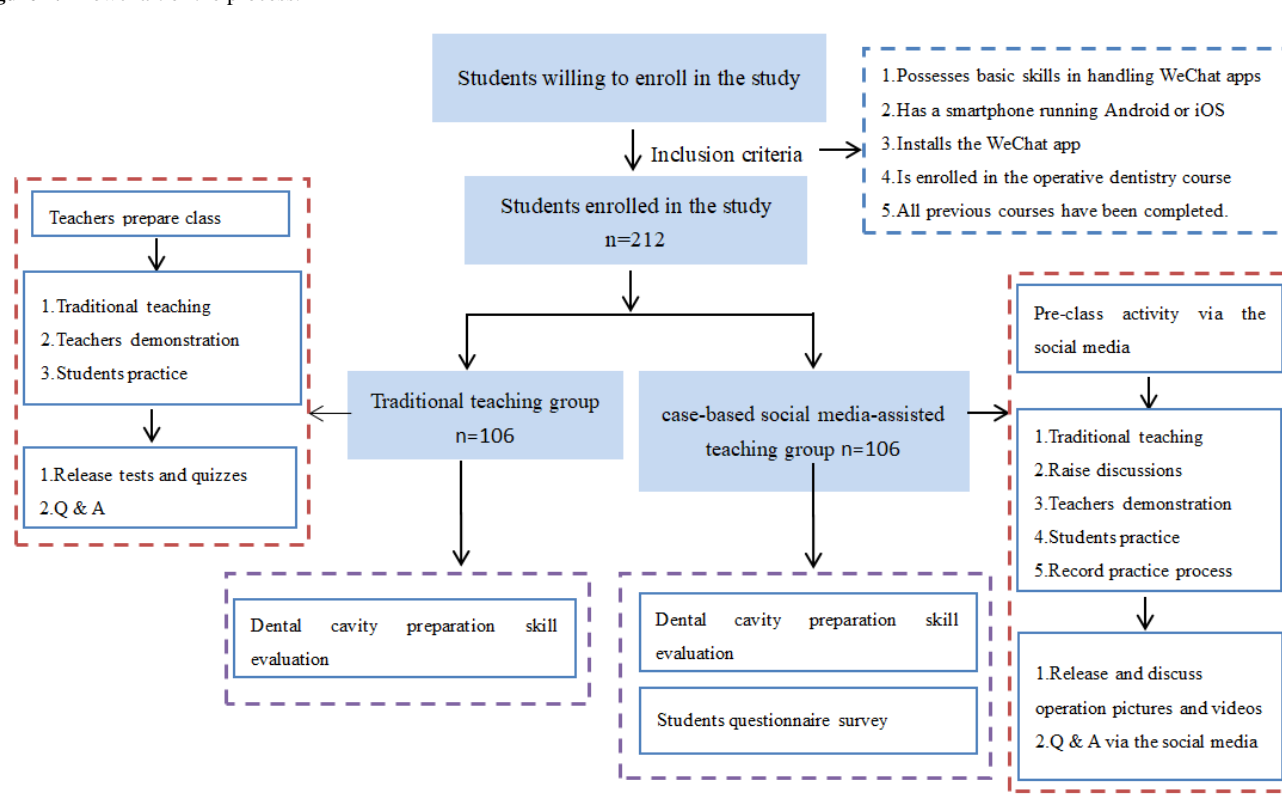 Students willing to enroll in the study
1.Possesses basic skills in handling WeChat apps
2.Has a smartphone running Android or iOS
3.Installs the WeChat app
4.Is enrolled in the operative dentistry course
5.All previous courses have been completed.
Inclusion criteria
Students enrolled in the study
n=212
Teachers prepare class
1.Traditional teaching
2.Teachers demonstration
3.Students practice
1.Release tests and quizzes
2.Q & A
Traditional teaching group
n=106
case-based social media-assisted
teaching group n=106
Pre-class activity via the
social media
1.Traditional teaching
2.Raise discussions
3.Teachers demonstration
4.Students practice
5.Record practice process
1.Release and discuss
operation pictures and videos
2.Q & A via the social media
Dental cavity preparation skill
evaluation
Dental cavity preparation skill
evaluation
Students questionnaire survey